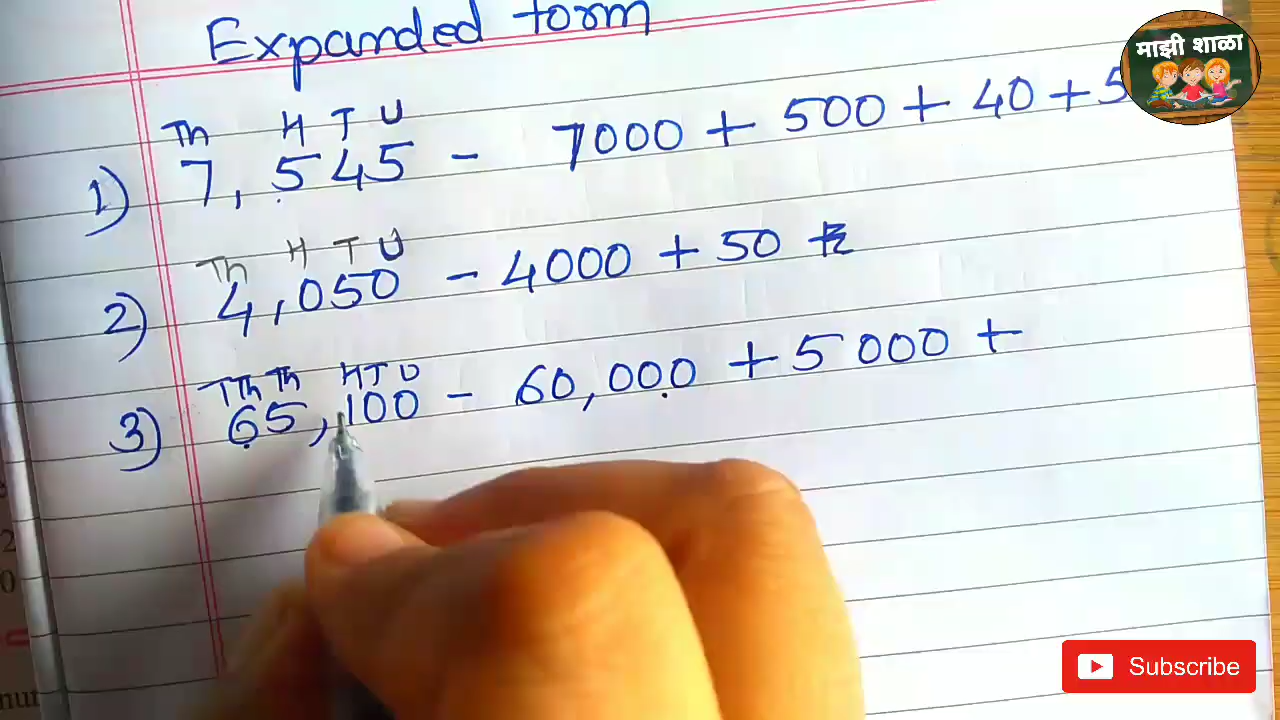 Expanded form
माझी शाळा
Th H T U
1) 7,545 - 7000 + 500 + 40 + 5
Th H T U
2) 4,050 - 4000 + 50
TTh Th H T U
3) 65,100 - 60,000 + 5000 +
Subscribe